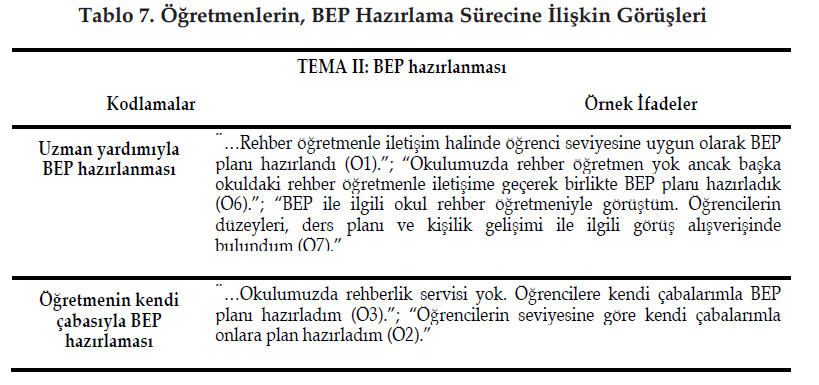 Tablo 7. Öğretmenlerin, BEP Hazırlama Sürecine İlişkin Görüşleri
TEMA II: BEP hazırlanması
Kodlamalar Örnek İfadeler
Uzman yardımıyla
BEP hazırlanması
"…Rehber öğretmenle iletişim halinde öğrenci seviyesine uygun olarak BEP
planı hazırlandı (O1).”; “Okulumuzda rehber öğretmen yok ancak başka
okuldaki rehber öğretmenle iletişime geçerek birlikte BEP planı hazırladık
(O6).”; “BEP ile ilgili okul rehber öğretmeniyle görüştüm. Oğrencilerin
düzeyleri, ders planı ve kişilik gelişimi ile ilgili görüş alışverişinde
bulundum (O7).”
Öğretmenin kendi
çabasıyla BEP
hazırlaması
"…Okulumuzda rehberlik servisi yok. Oğrencilere kendi çabalarımla BEP
planı hazırladım (O3).”; “Oğrencilerin seviyesine göre kendi çabalarımla
onlara plan hazırladım (O2).”